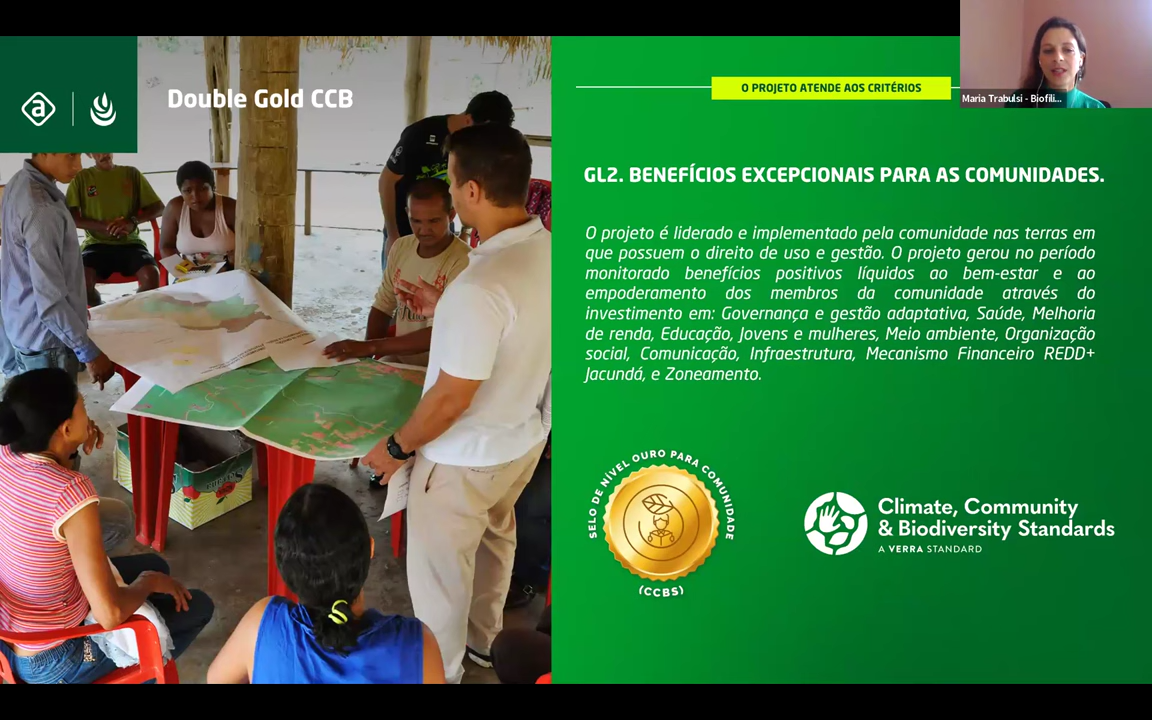 Double Gold CCB
O PROJETO ATENDE AOS CRITÉRIOS
Maria Trabulsi - Biofili...
GL2. BENEFÍCIOS EXCEPCIONAIS PARA AS COMUNIDADES.
O projeto é liderado e implementado pela comunidade nas terras em
que possuem o direito de uso e gestão. O projeto gerou no período
monitorado benefícios positivos líquidos ao bem-estar e ao
empoderamento dos membros da comunidade através do
investimento em: Governança e gestão adaptativa, Saúde, Melhoria
de renda, Educação, Jovens e mulheres, Meio ambiente, Organização
social, Comunicação, Infraestrutura, Mecanismo Financeiro REDD+
Jacundá, e Zoneamento.
SELO DE NÍVEL OURO PARA COMUNIDADE
(CCBS)
Climate, Community
& Biodiversity Standards
A VERRA STANDARD